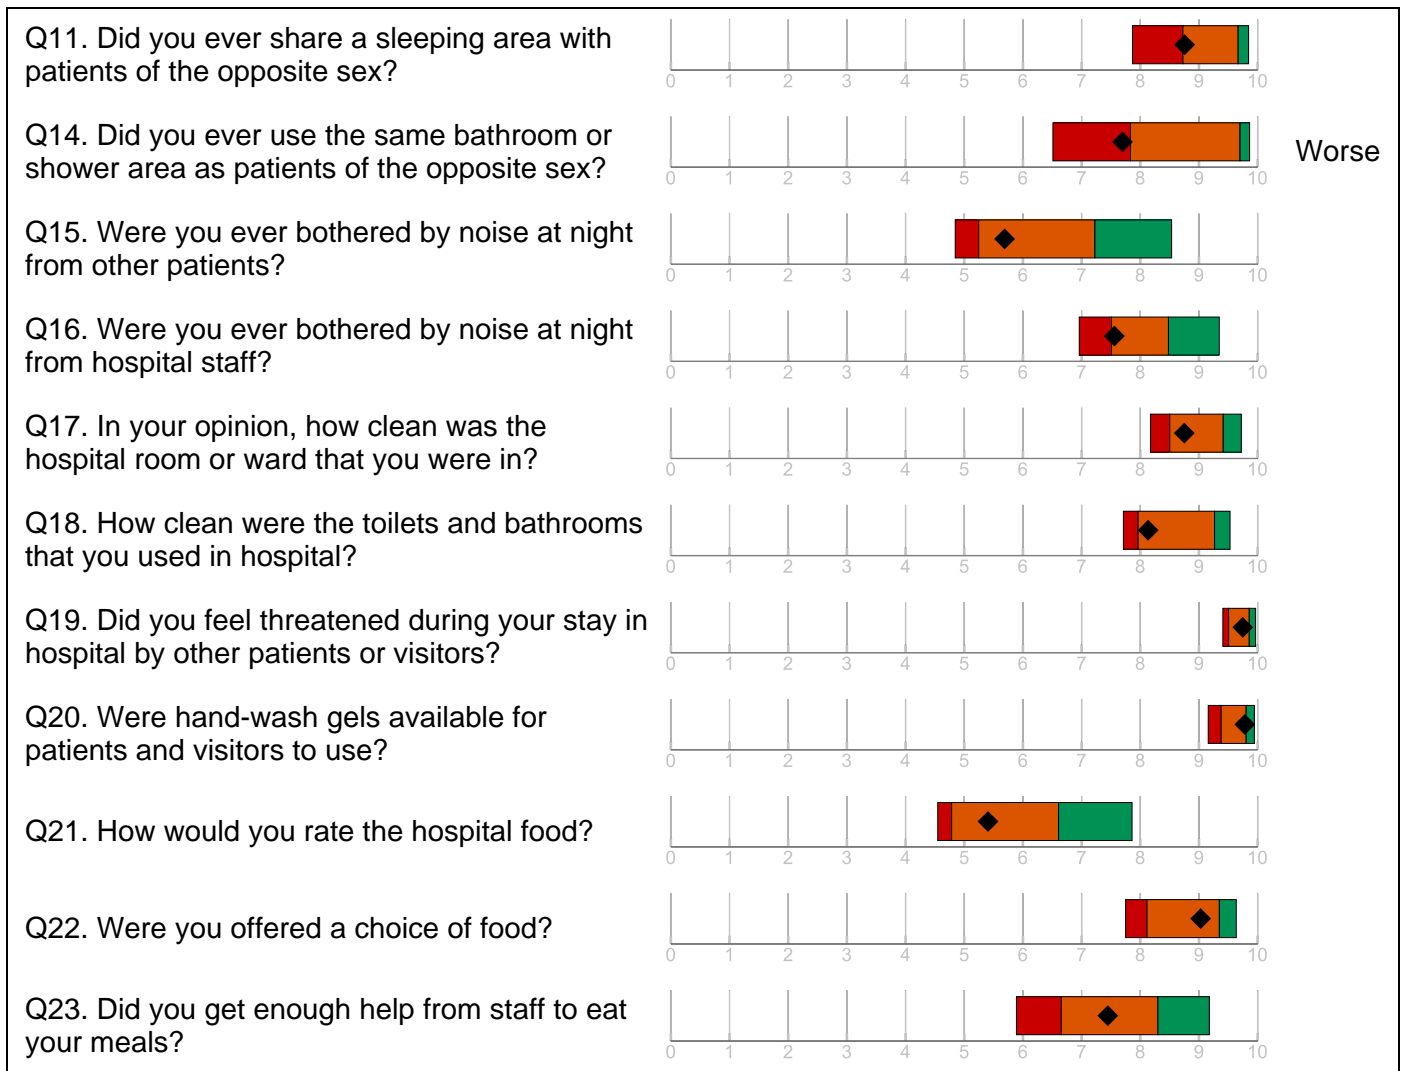 Q11. Did you ever share a sleeping area with
patients of the opposite sex?
0 1 2 3 4 5 6 7 8 9 10
Q14. Did you ever use the same bathroom or
shower area as patients of the opposite sex?
Worse
0 1 2 3 4 5 6 7 8 9 10
Q15. Were you ever bothered by noise at night
from other patients?
0 1 2 3 4 5 6 7 8 9 10
Q16. Were you ever bothered by noise at night
from hospital staff?
0 1 2 3 4 5 6 7 8 9 10
Q17. In your opinion, how clean was the
hospital room or ward that you were in?
0 1 2 3 4 5 6 7 8 9 10
Q18. How clean were the toilets and bathrooms
that you used in hospital?
0 1 2 3 4 5 6 7 8 9 10
Q19. Did you feel threatened during your stay in
hospital by other patients or visitors?
0 1 2 3 4 5 6 7 8 9 10
Q20. Were hand-wash gels available for
patients and visitors to use?
0 1 2 3 4 5 6 7 8 9 10
Q21. How would you rate the hospital food?
0 1 2 3 4 5 6 7 8 9 10
Q22. Were you offered a choice of food?
0 1 2 3 4 5 6 7 8 9 10
Q23. Did you get enough help from staff to eat
your meals?
0 1 2 3 4 5 6 7 8 9 10